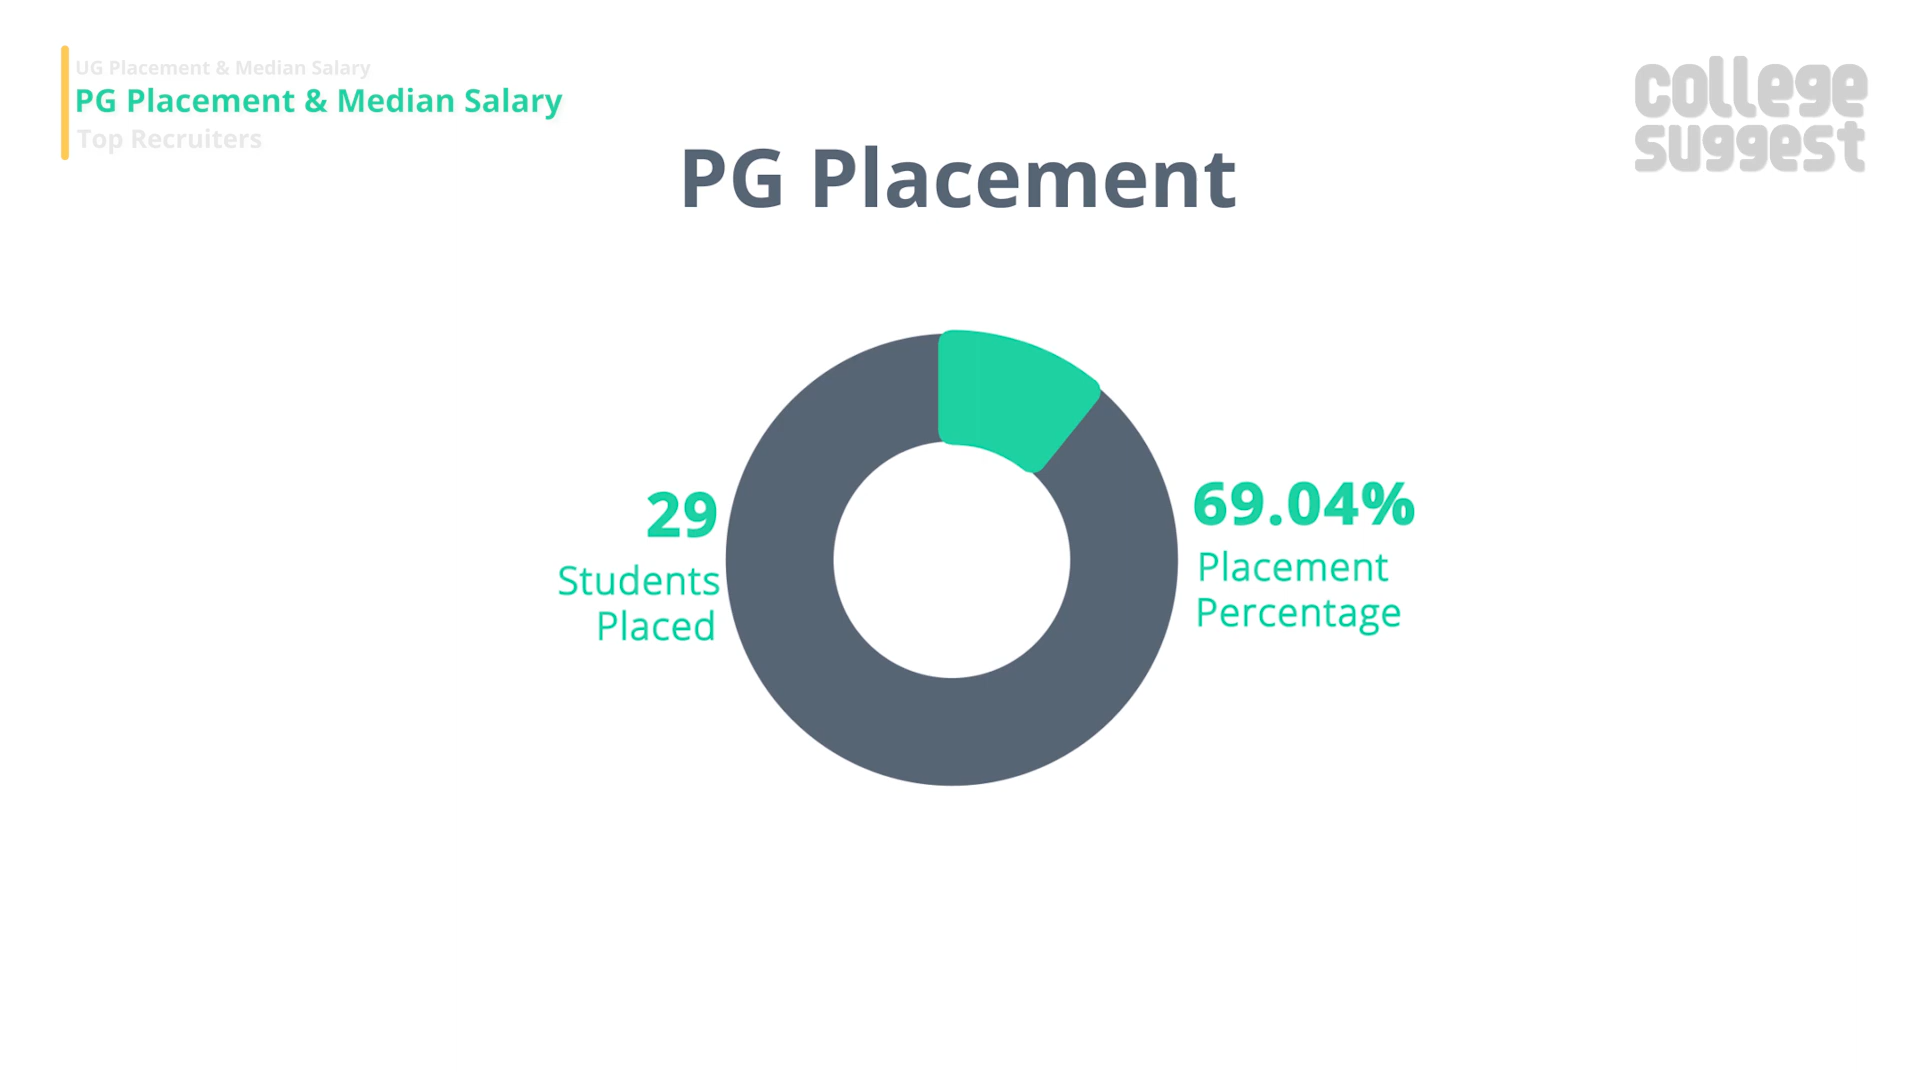 UG Placement & Median Salary
PG Placement & Median Salary
Top Recruiters
college
suggest
PG Placement
29
Students
Placed
69.04%
Placement
Percentage